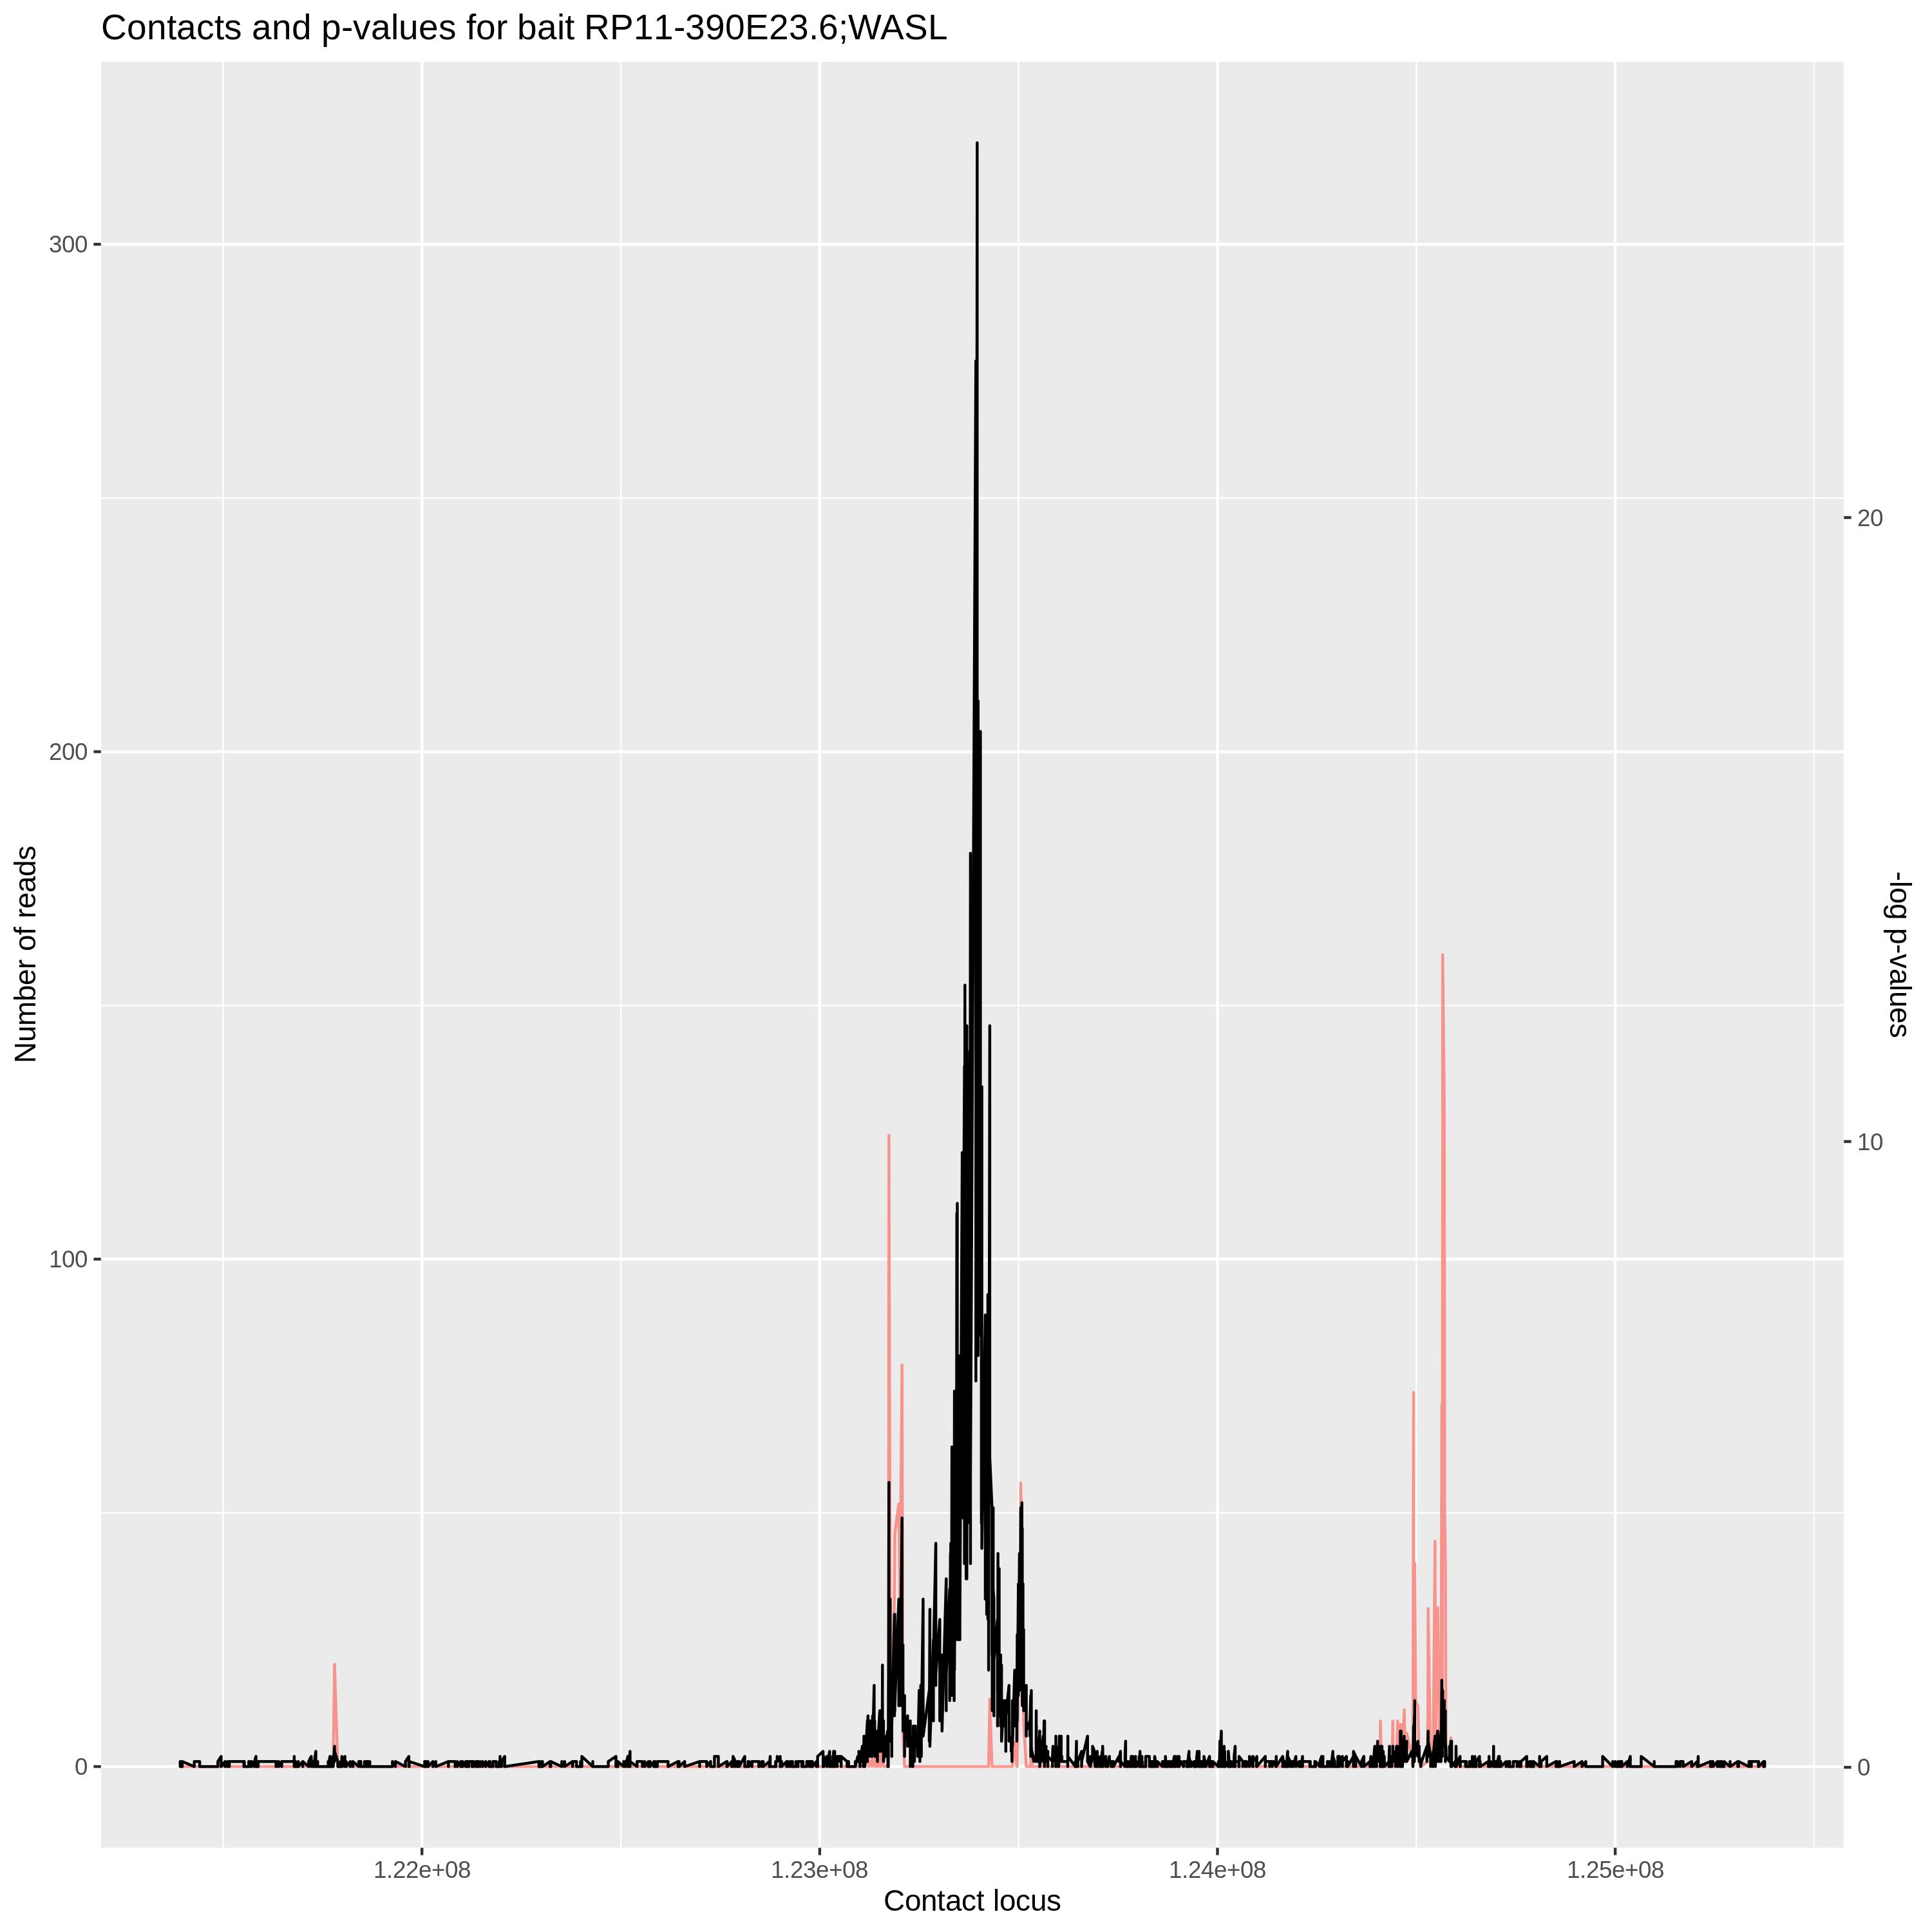 Contacts and p-values for bait RP11-390E23.6;WASL
Number of reads
300
200
100
0
20
10
0
-log p-values
1.22e+08
1.23e+08
1.24e+08
1.25e+08
Contact locus